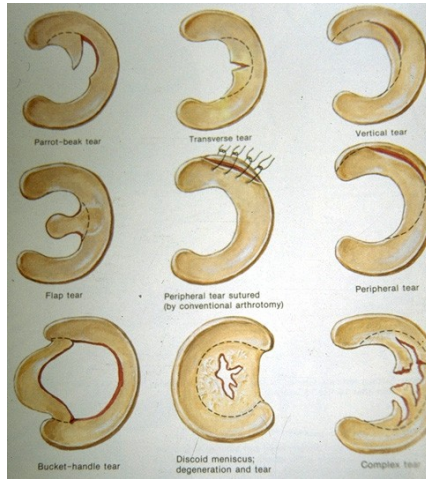 Parrot-beak tear
Transverse tear
Vertical tear
Flap tear
Peripheral tear sutured
(by conventional arthrotomy)
Peripheral tear
Bucket-handle tear
Discoid meniscus;
degeneration and tear
Complex tear